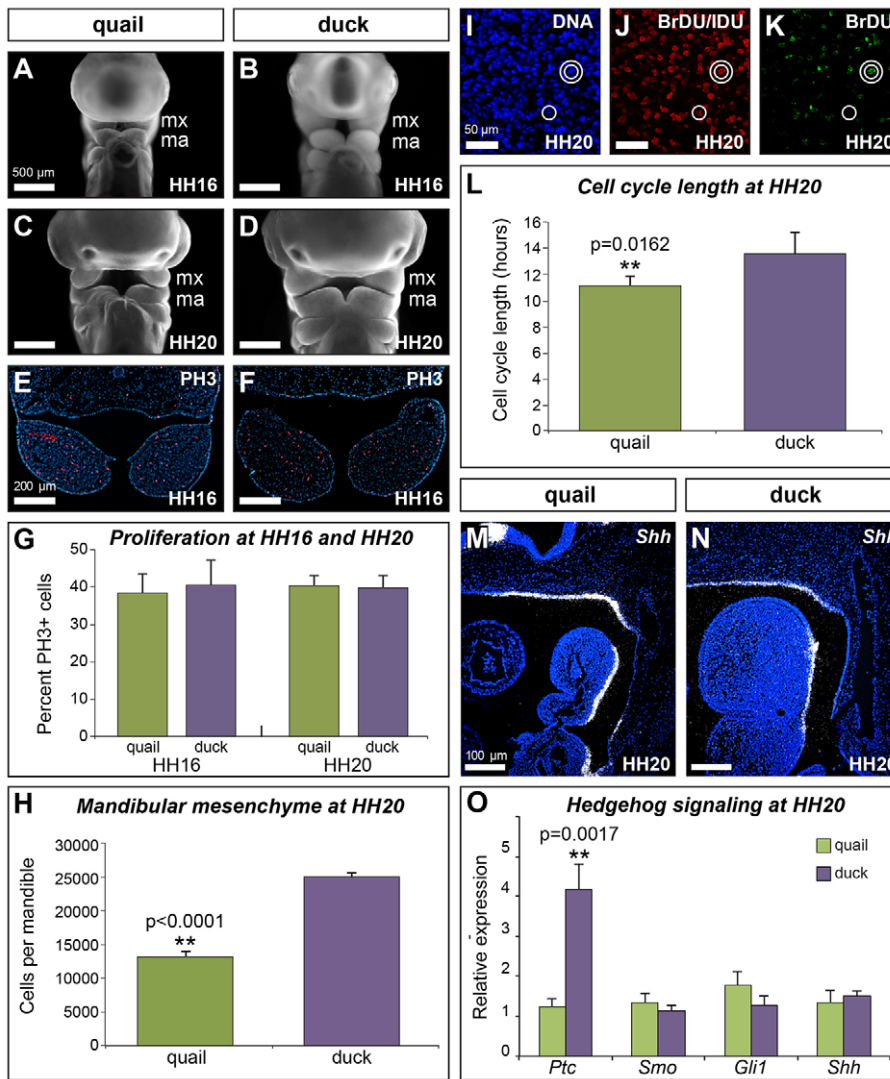 quail
duck
A
mx
ma
500 µm
HH16
B
mx
ma
HH16
C
mx
ma
HH20
D
mx
ma
HH20
E
PH3
200 µm
HH16
F
PH3
HH16
G
Proliferation at HH16 and HH20
Percent PH3+ cells
50
40
30
20
10
0
quail
duck
quail
duck
HH16
HH20
H
Mandibular mesenchyme at HH20
Cells per mandible
30000
25000
20000
15000
10000
5000
0
p<0.0001
**
quail
duck
I
DNA
50 µm
HH20
J
BrDU/IDU
HH20
K
BrDU
HH20
L
Cell cycle length at HH20
Cell cycle length (hours)
16
14
12
10
8
6
4
2
0
p=0.0162
**
quail
duck
quail
duck
M
Shh
100 µm
HH20
N
Shh
HH20
O
Hedgehog signaling at HH20
Relative expression
5
4
3
2
1
0
p=0.0017
**
quail
duck
Ptc
Smo
Gli1
Shh